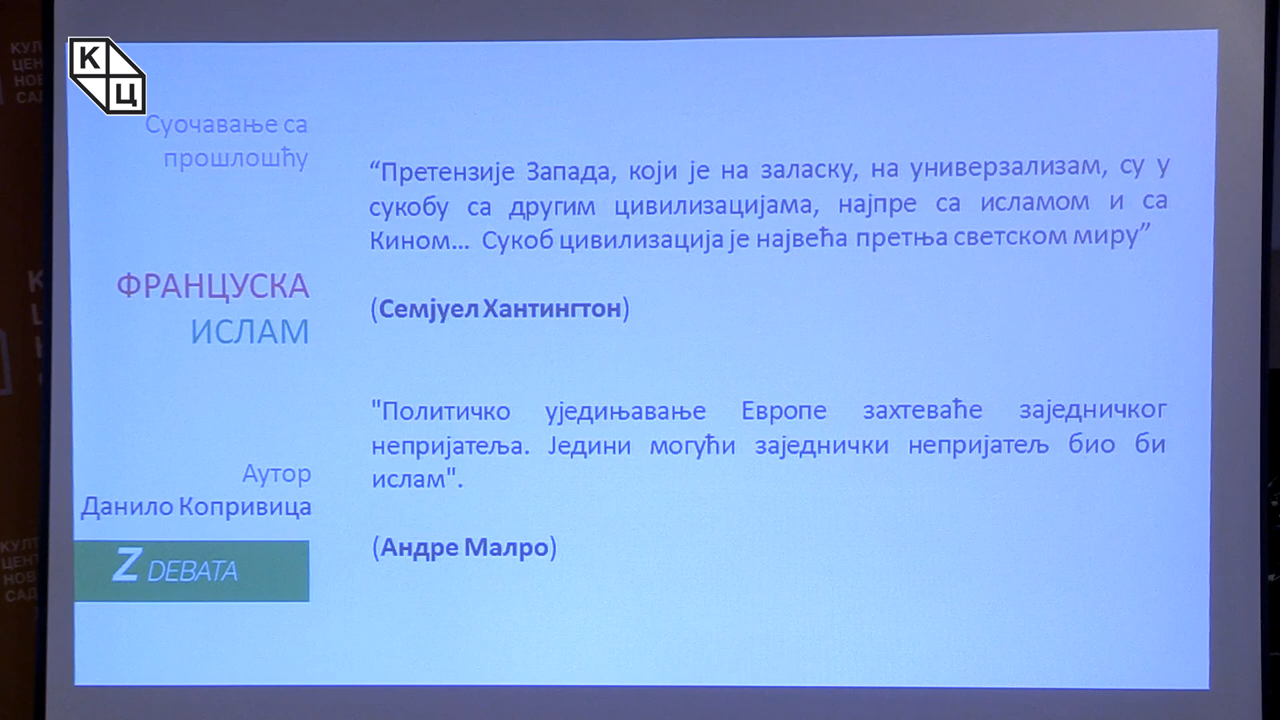 К
Ц
Суочавање са
прошлошћу
ФРАНЦУСКА
ИСЛАМ
Аутор
Данило Копривица
Z DEBATA
“Претензије Запада, који је на заласку, на универзализам, су у
сукобу са другим цивилизацијама, најпре са исламом и са
Кином... Сукоб цивилизација је највећа претња светском миру”
(Семјуел Хантингтон)
"Политичко уједињавање Европе захтеваће заједничког
непријатеља. Једини могући заједнички непријатељ био би
ислам".
(Андре Малро)